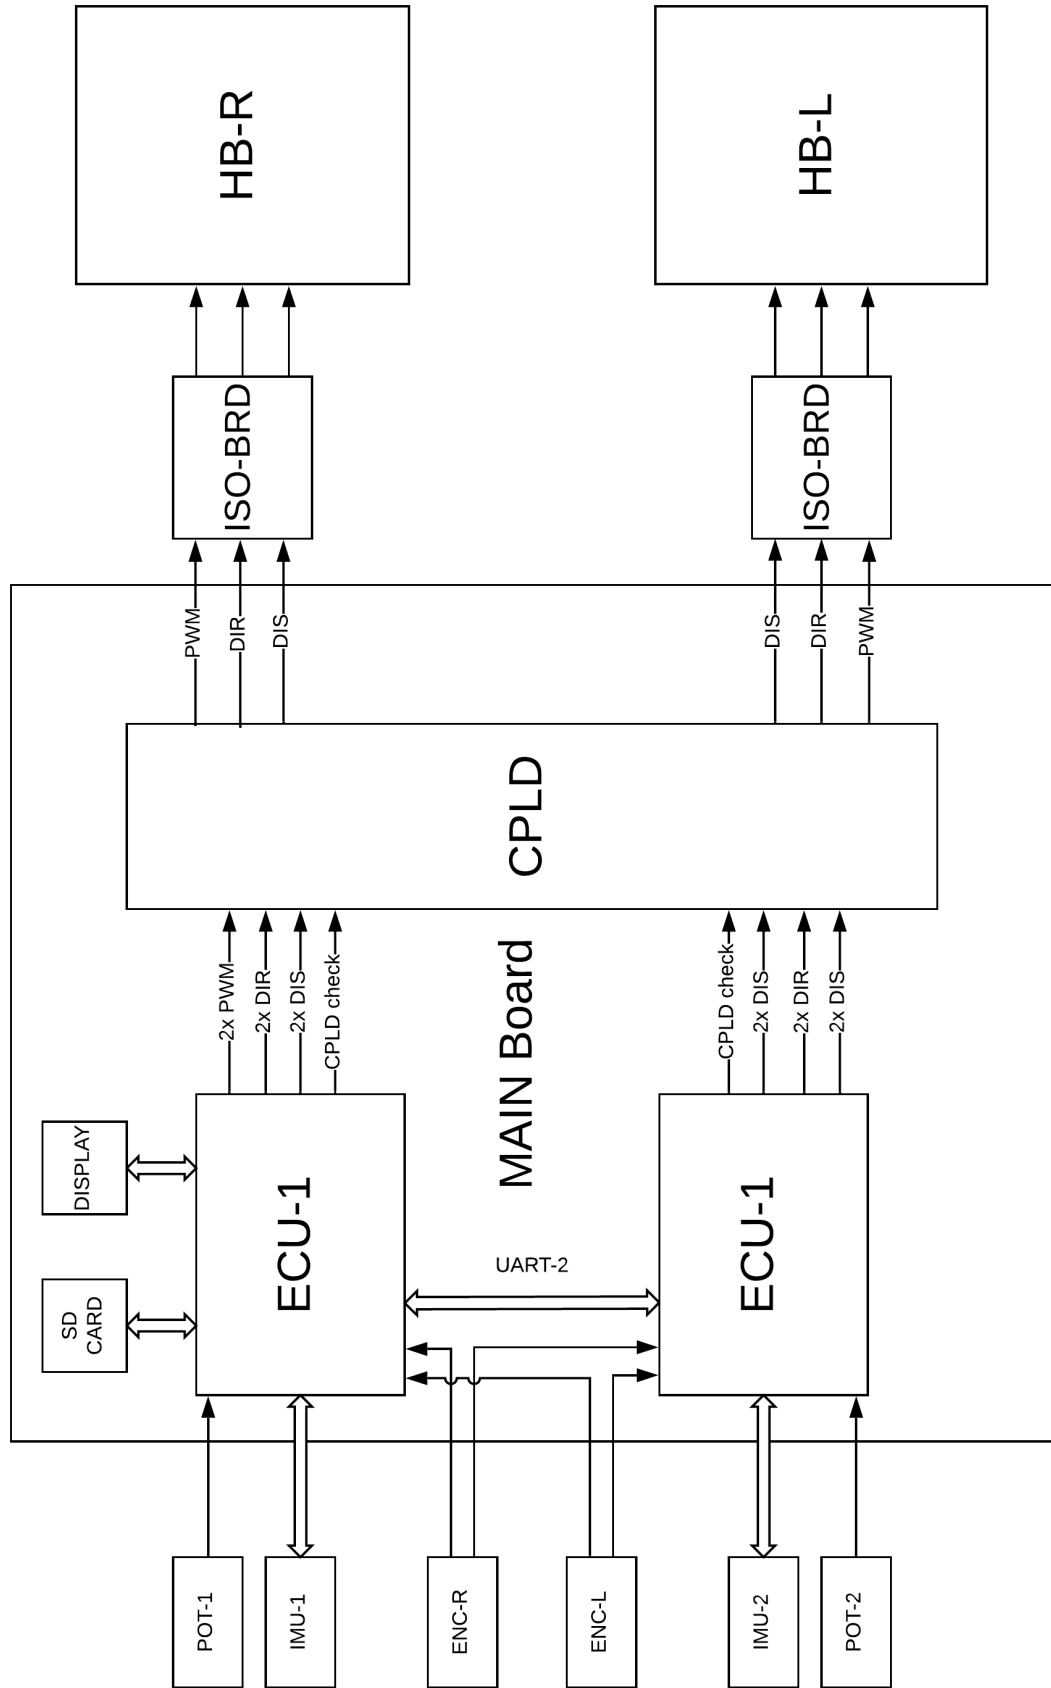 HB-R
HB-L
ISO-BRD
ISO-BRD
PWM
DIR
DIS
DIS
DIR
PWM
CPLD
2x PWM
2x DIR
2x DIS
CPLD check
MAIN Board
CPLD check
2x DIS
2x DIR
2x DIS
DISPLAY
SD
CARD
ECU-1
UART-2
ECU-1
POT-1
IMU-1
ENC-R
ENC-L
IMU-2
POT-2